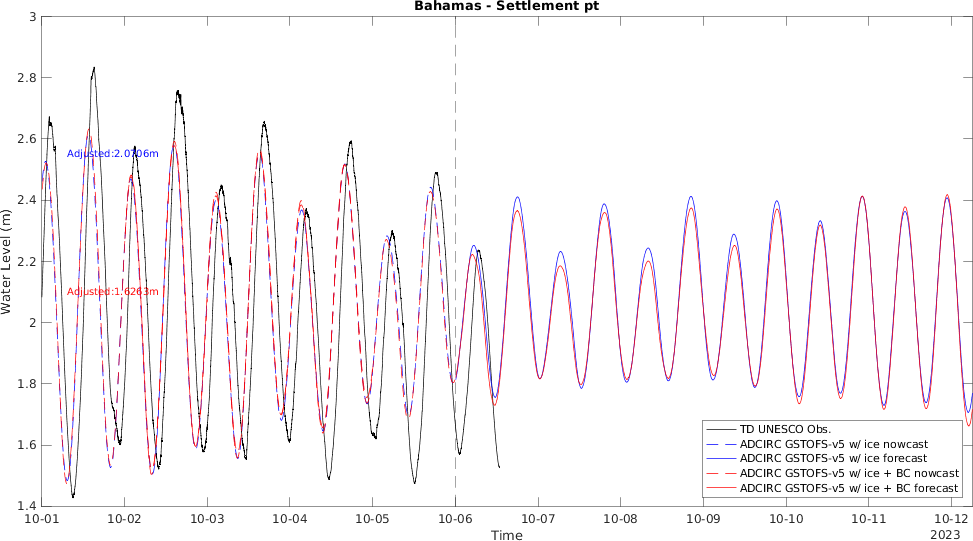 Bahamas - Settlement pt
3
2.8
2.6
2.4
2.2
2
1.8
1.6
1.4
Water Level (m)
Adjusted:2.0706m
Adjusted:1.6263m
TD UNESCO Obs.
ADCIRC GSTOFS-v5 w/ ice nowcast
ADCIRC GSTOFS-v5 w/ ice forecast
ADCIRC GSTOFS-v5 w/ ice + BC nowcast
ADCIRC GSTOFS-v5 w/ ice + BC forecast
10-01 10-02 10-03 10-04 10-05 10-06 10-07 10-08 10-09 10-10 10-11 10-12
2023
Time